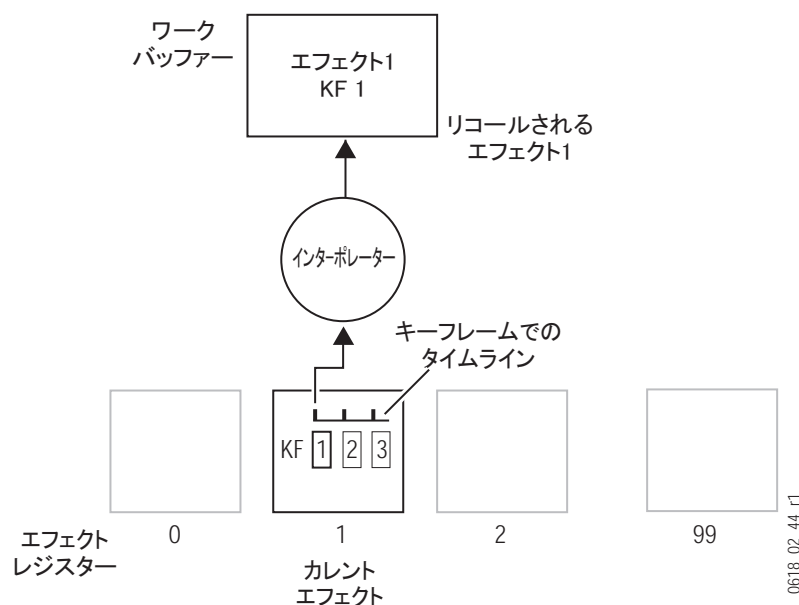 ワーク
バッファー
エフェクト1
KF 1
リコールされる
エフェクト1
インターポレーター
キーフレームでの
タイムライン
KF 1 2 3
エフェクト
レジスター
0
1
2
99
カレント
エフェクト
0618_02_44_r1